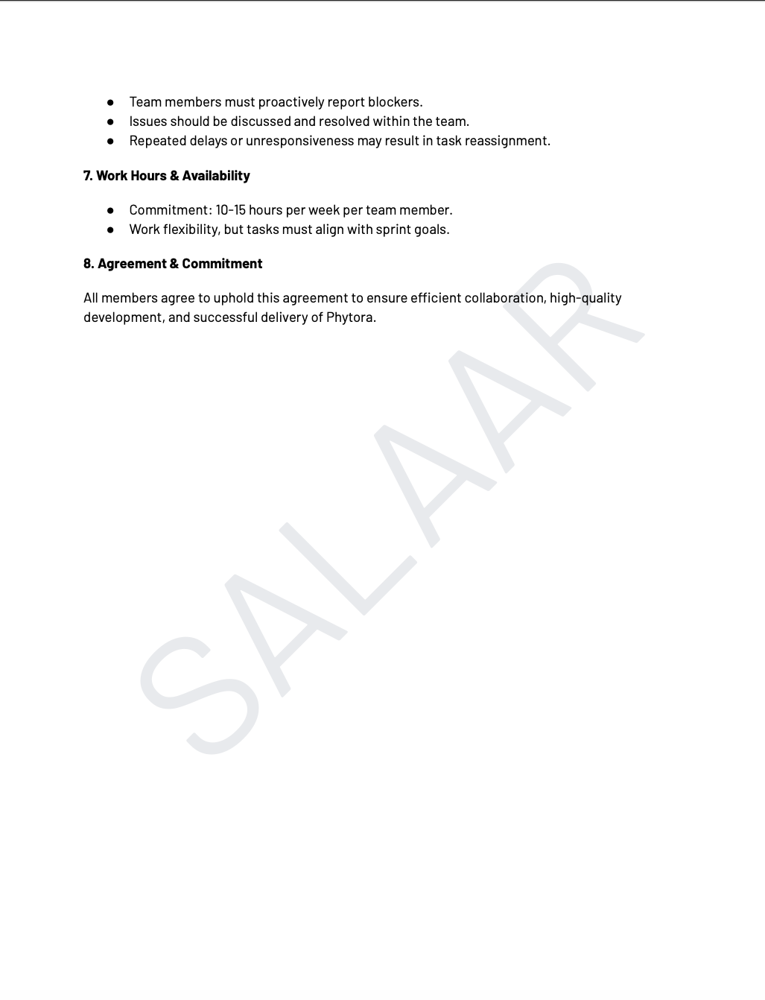 ● Team members must proactively report blockers.
● Issues should be discussed and resolved within the team.
● Repeated delays or unresponsiveness may result in task reassignment.
7. Work Hours & Availability
● Commitment: 10-15 hours per week per team member.
● Work flexibility, but tasks must align with sprint goals.
8. Agreement & Commitment
All members agree to uphold this agreement to ensure efficient collaboration, high-quality
development, and successful delivery of Phytora.
SALAAR